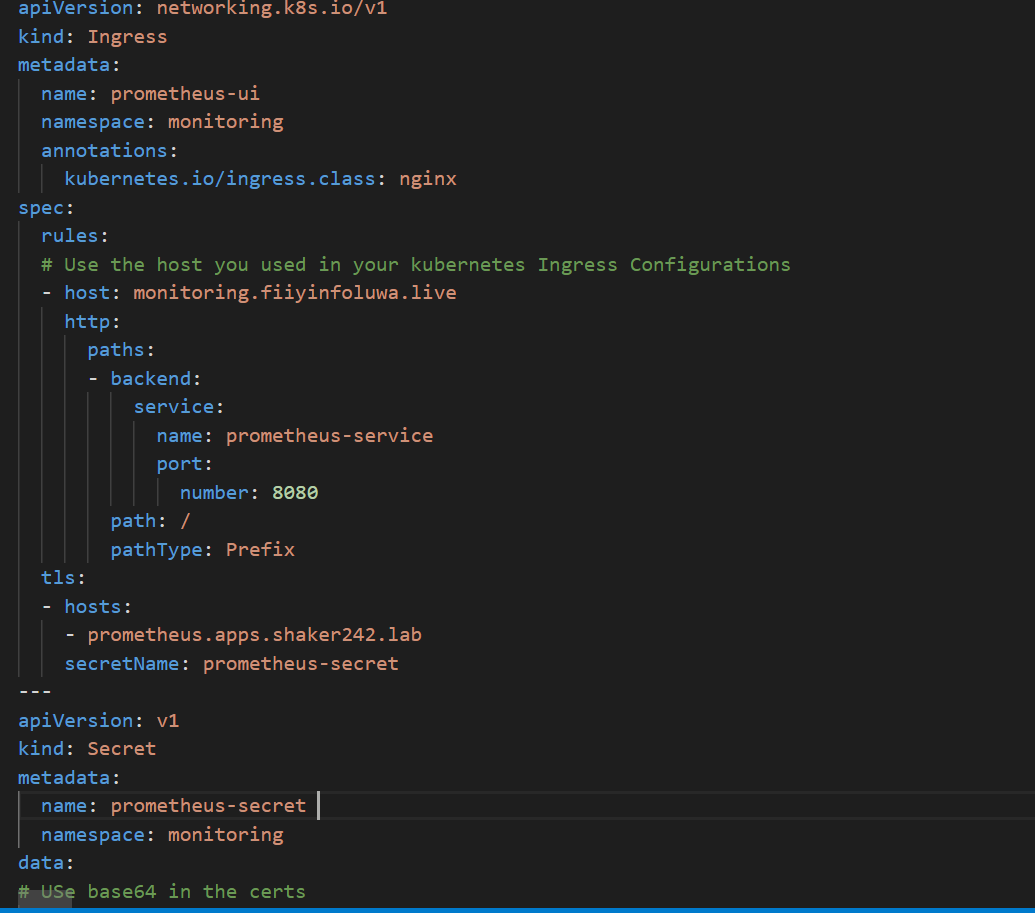 apiVersion: networking.k8s.io/v1
kind: Ingress
metadata:
  name: prometheus-ui
  namespace: monitoring
  annotations:
    kubernetes.io/ingress.class: nginx
spec:
  rules:
  # Use the host you used in your kubernetes Ingress Configurations
  - host: monitoring.fiiyinfoluwa.live
    http:
      paths:
      - backend:
          service:
            name: prometheus-service
            port:
              number: 8080
        path: /
        pathType: Prefix
  tls:
  - hosts:
    - prometheus.apps.shaker242.lab
    secretName: prometheus-secret
---
apiVersion: v1
kind: Secret
metadata:
  name: prometheus-secret
  namespace: monitoring
data:
# USe base64 in the certs